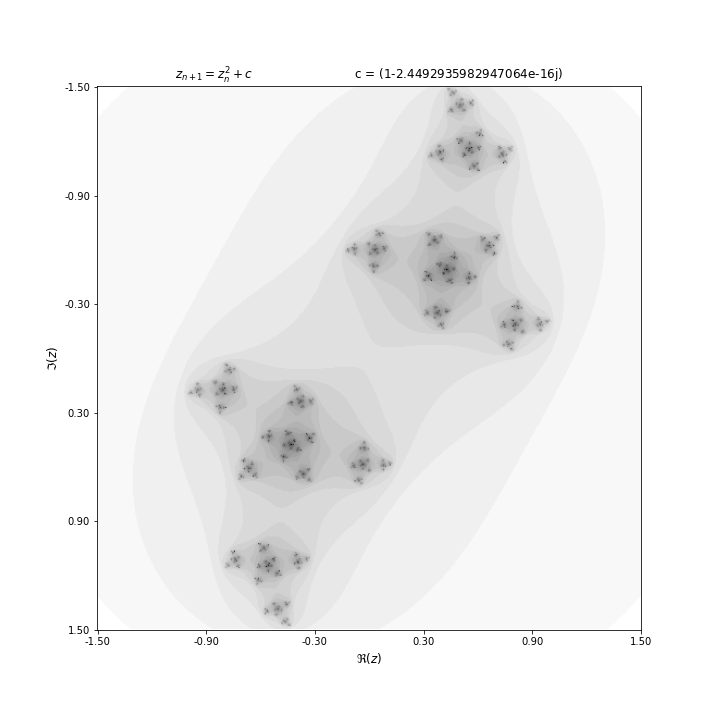 z_{n+1} = z_n^2 + c c = (1-2.4492935982947064e-16j)
-1.50
-0.90
-0.30
ℑ(z)
0.30
0.90
1.50
-1.50 -0.90 -0.30 0.30 0.90 1.50
ℜ(z)